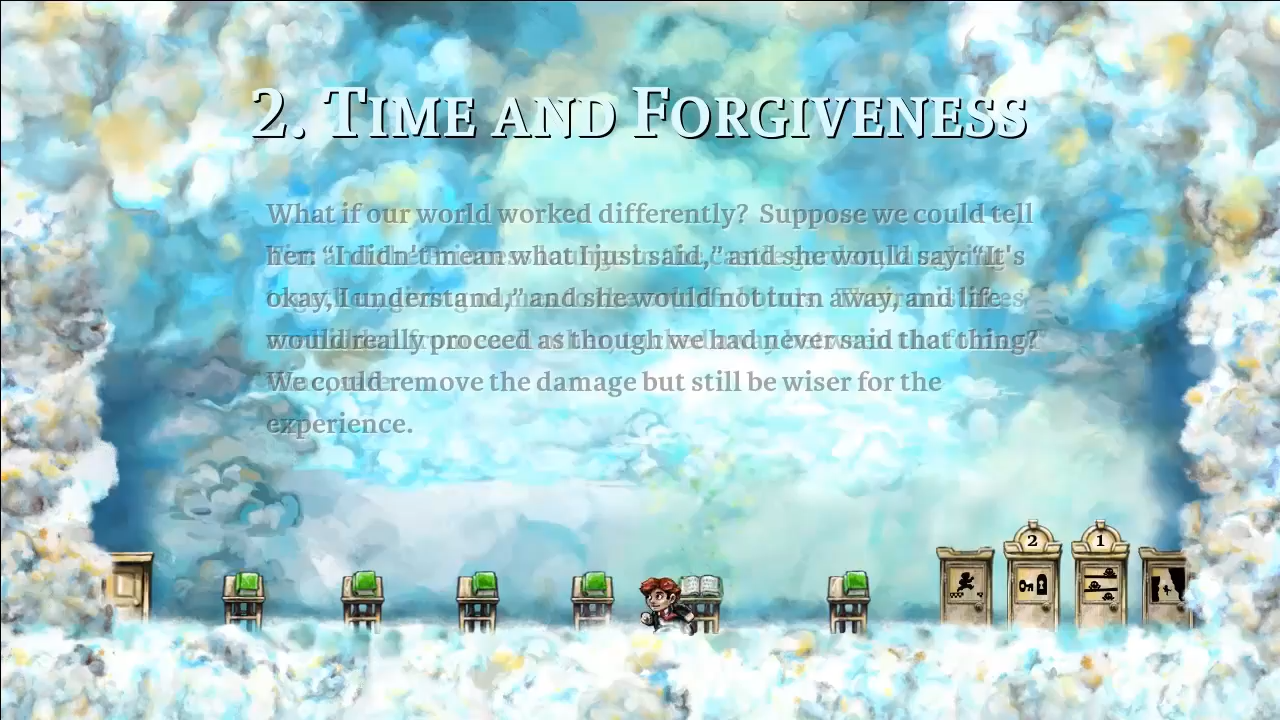 2. Time and Forgiveness
What if our world worked differently? Suppose we could tell
her: “I didn't mean what I just said,” and she would say: “It's
okay, I understand,” and she would not turn away, and life
would really proceed as though we had never said that thing?
We could remove the damage but still be wiser for the
experience.
2 1